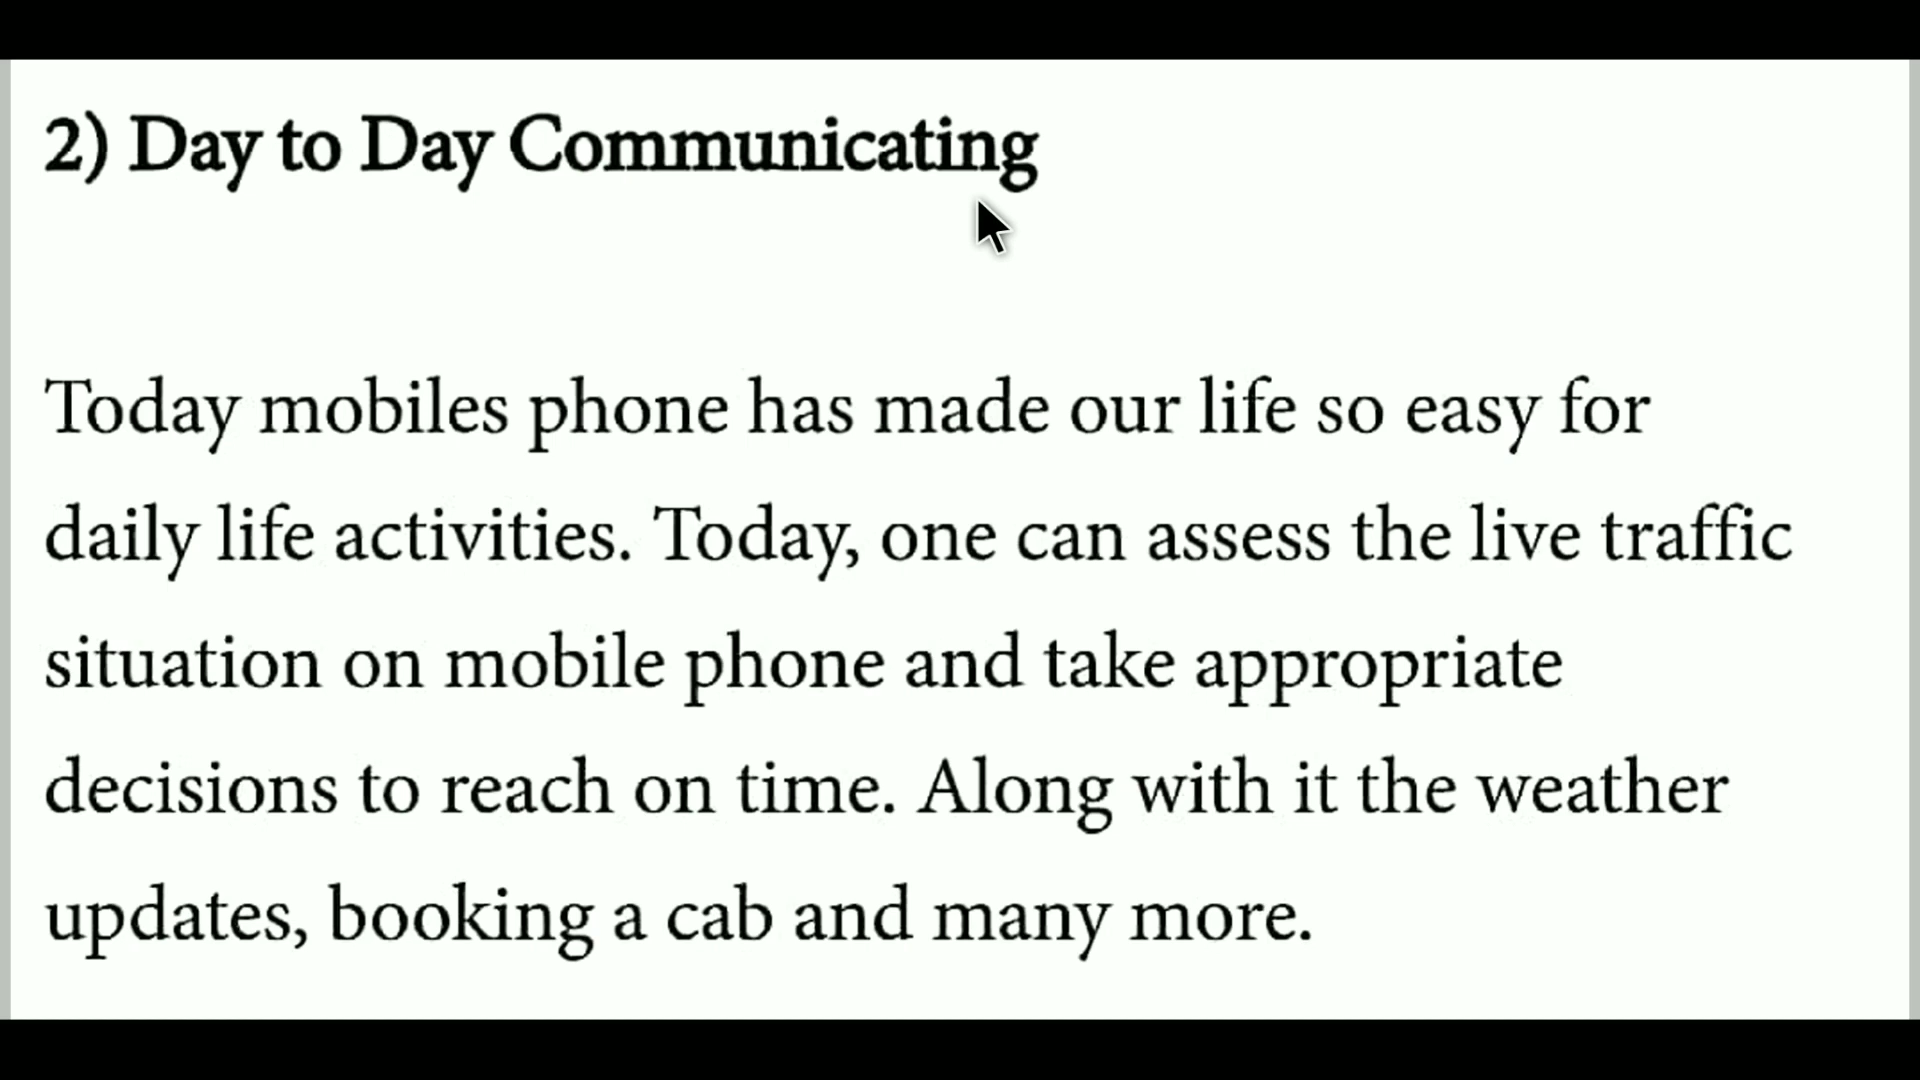 2) Day to Day Communicating
Today mobiles phone has made our life so easy for
daily life activities. Today, one can assess the live traffic
situation on mobile phone and take appropriate
decisions to reach on time. Along with it the weather
updates, booking a cab and many more.